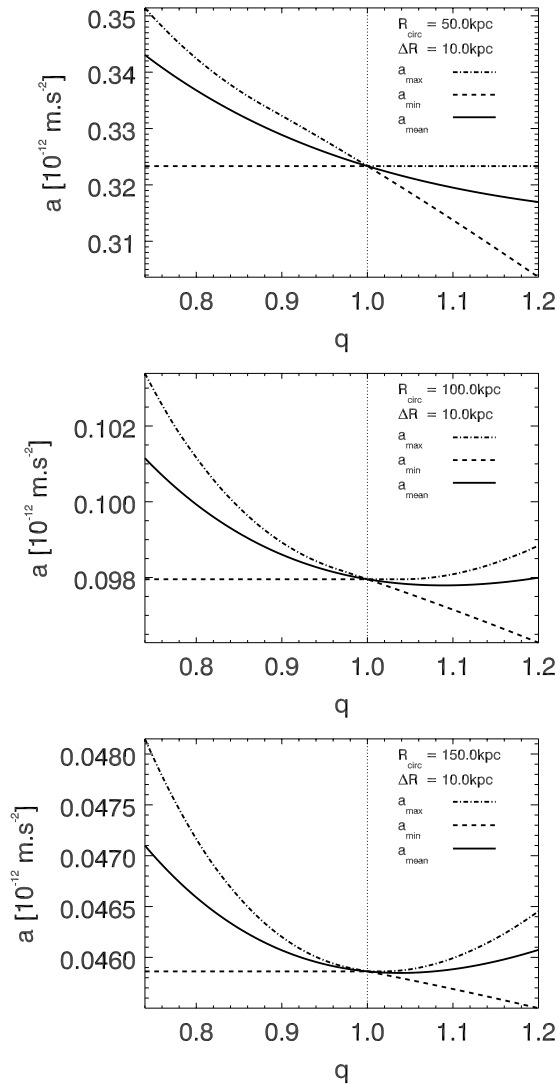 0.35
0.34
0.33
0.32
0.31
a [10⁻¹² m.s⁻²]
R_circ = 50.0kpc
ΔR = 10.0kpc
a_max
a_min
a_mean
0.8 0.9 1.0 1.1 1.2
q
0.102
0.100
0.098
a [10⁻¹² m.s⁻²]
R_circ = 100.0kpc
ΔR = 10.0kpc
a_max
a_min
a_mean
0.8 0.9 1.0 1.1 1.2
q
0.0480
0.0475
0.0470
0.0465
0.0460
a [10⁻¹² m.s⁻²]
R_circ = 150.0kpc
ΔR = 10.0kpc
a_max
a_min
a_mean
0.8 0.9 1.0 1.1 1.2
q